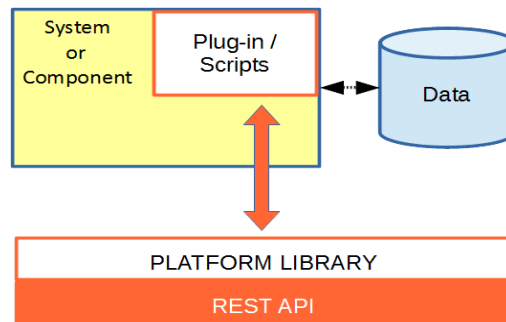 System
or
Component
Plug-in /
Scripts
Data
PLATFORM LIBRARY
REST API